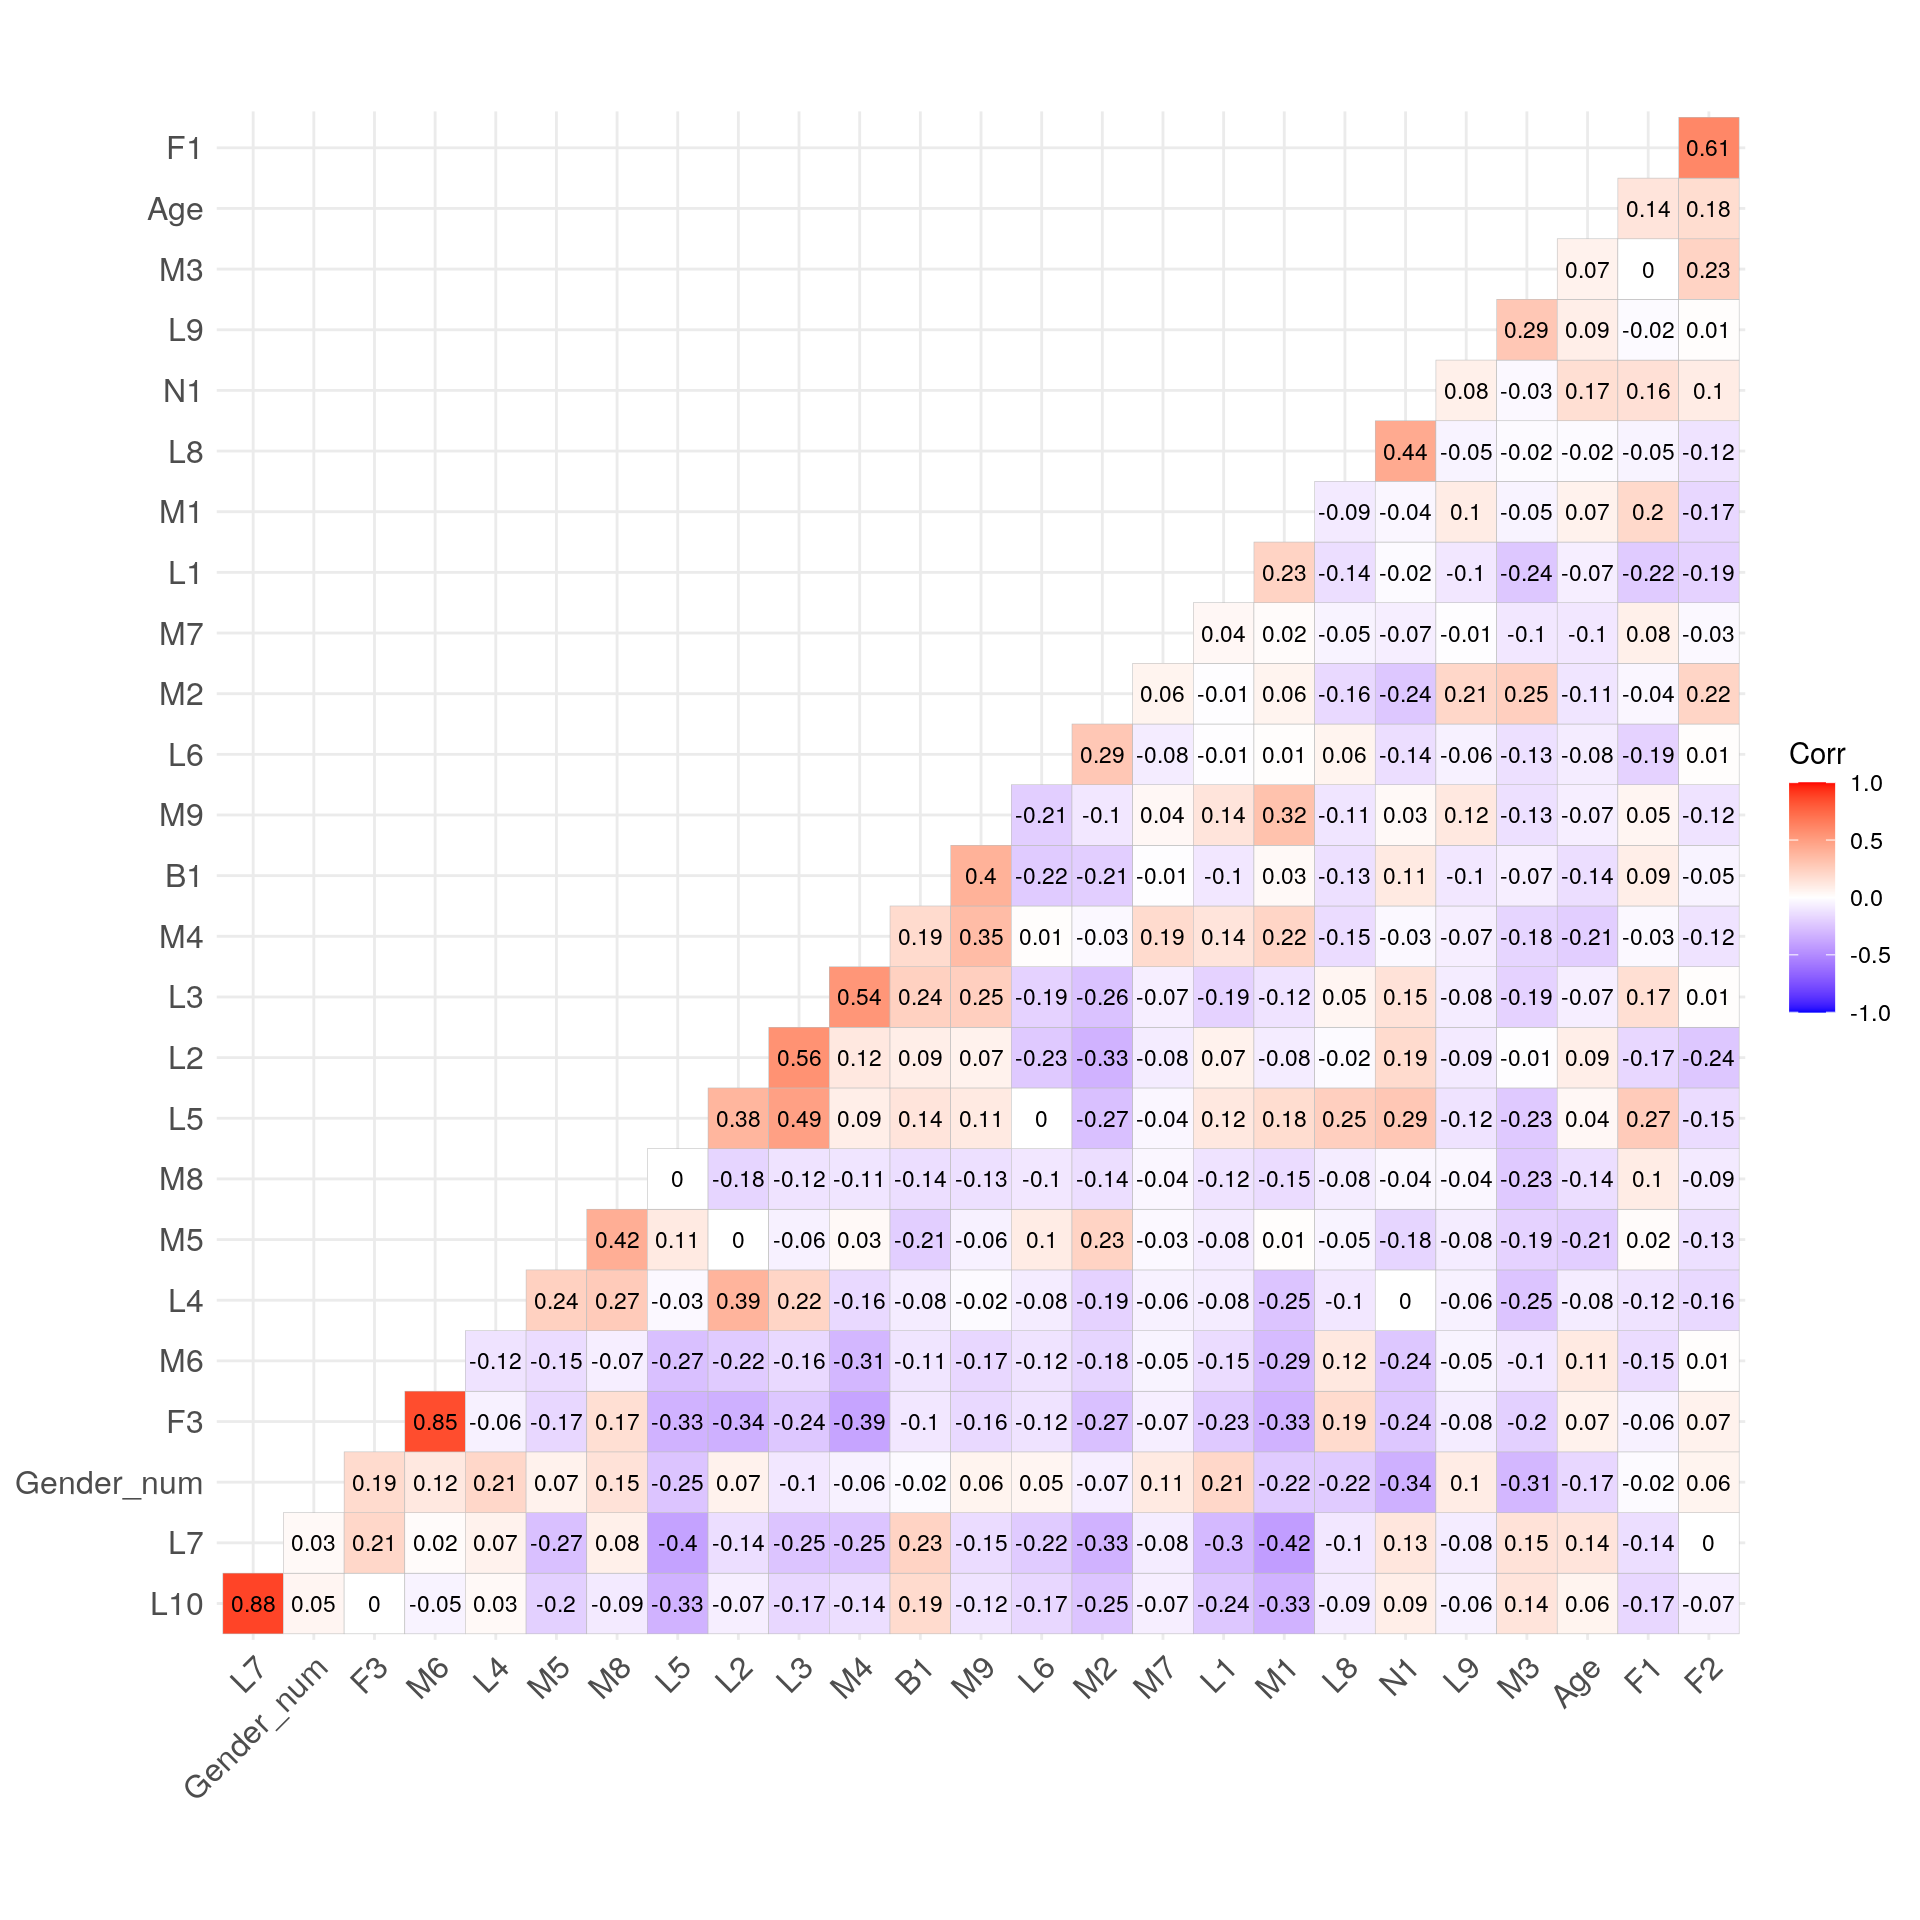 F1 0.61
Age 0.14 0.18
M3 0.07 0 0.23
L9 0.29 0.09 -0.02 0.01
N1 0.08 -0.03 0.17 0.16 0.1
L8 0.44 -0.05 -0.02 -0.02 -0.05 -0.12
M1 -0.09 -0.04 0.1 -0.05 0.07 0.2 -0.17
L1 0.23 -0.14 -0.02 -0.1 -0.24 -0.07 -0.22 -0.19
M7 0.04 0.02 -0.05 -0.07 -0.01 -0.1 -0.1 0.08 -0.03
M2 0.06 -0.01 0.06 -0.16 -0.24 0.21 0.25 -0.11 -0.04 0.22
L6 0.29 -0.08 -0.01 0.01 0.06 -0.14 -0.06 -0.13 -0.08 -0.19 0.01
M9 -0.21 -0.1 0.04 0.14 0.32 -0.11 0.03 0.12 -0.13 -0.07 0.05 -0.12
B1 0.4 -0.22 -0.21 -0.01 -0.1 0.03 -0.13 0.11 -0.1 -0.07 -0.14 0.09 -0.05
M4 0.19 0.35 0.01 -0.03 0.19 0.14 0.22 -0.15 -0.03 -0.07 -0.18 -0.21 -0.03 -0.12
L3 0.54 0.24 0.25 -0.19 -0.26 -0.07 -0.19 -0.12 0.05 0.15 -0.08 -0.19 -0.07 0.17 0.01
L2 0.56 0.12 0.09 0.07 -0.23 -0.33 -0.08 0.07 -0.08 -0.02 0.19 -0.09 -0.01 0.09 -0.17 -0.24
L5 0.38 0.49 0.09 0.14 0.11 0 -0.27 -0.04 0.12 0.18 0.25 0.29 -0.12 -0.23 0.04 0.27 -0.15
M8 0 -0.18 -0.12 -0.11 -0.14 -0.13 -0.1 -0.14 -0.04 -0.12 -0.15 -0.08 -0.04 -0.04 -0.23 -0.14 0.1 -0.09
M5 0.42 0.11 0 -0.06 0.03 -0.21 -0.06 0.1 0.23 -0.03 -0.08 0.01 -0.05 -0.18 -0.08 -0.19 -0.21 0.02 -0.13
L4 0.24 0.27 -0.03 0.39 0.22 -0.16 -0.08 -0.02 -0.08 -0.19 -0.06 -0.08 -0.25 -0.1 0 -0.06 -0.25 -0.08 -0.12 -0.16
M6 -0.12 -0.15 -0.07 -0.27 -0.22 -0.16 -0.31 -0.11 -0.17 -0.12 -0.18 -0.05 -0.15 -0.29 0.12 -0.24 -0.05 -0.1 0.11 -0.15 0.01
F3 0.85 -0.06 -0.17 0.17 -0.33 -0.34 -0.24 -0.39 -0.1 -0.16 -0.12 -0.27 -0.07 -0.23 -0.33 0.19 -0.24 -0.08 -0.2 0.07 -0.06 0.07
Gender_num 0.19 0.12 0.21 0.07 0.15 -0.25 0.07 -0.1 -0.06 -0.02 0.06 0.05 -0.07 0.11 0.21 -0.22 -0.22 -0.34 0.1 -0.31 -0.17 -0.02 0.06
L7 0.03 0.21 0.02 0.07 -0.27 0.08 -0.4 -0.14 -0.25 -0.25 0.23 -0.15 -0.22 -0.33 -0.08 -0.3 -0.42 -0.1 0.13 -0.08 0.15 0.14 -0.14 0
L10 0.88 0.05 0 -0.05 0.03 -0.2 -0.09 -0.33 -0.07 -0.17 -0.14 0.19 -0.12 -0.17 -0.25 -0.07 -0.24 -0.33 -0.09 0.09 -0.06 0.14 0.06 -0.17 -0.07
L7 Gender_num F3 M6 L4 M5 M8 L5 L2 L3 M4 B1 M9 L6 M2 M7 L1 M1 L8 N1 L9 M3 Age F1 F2
Corr
1.0
0.5
0.0
-0.5
-1.0